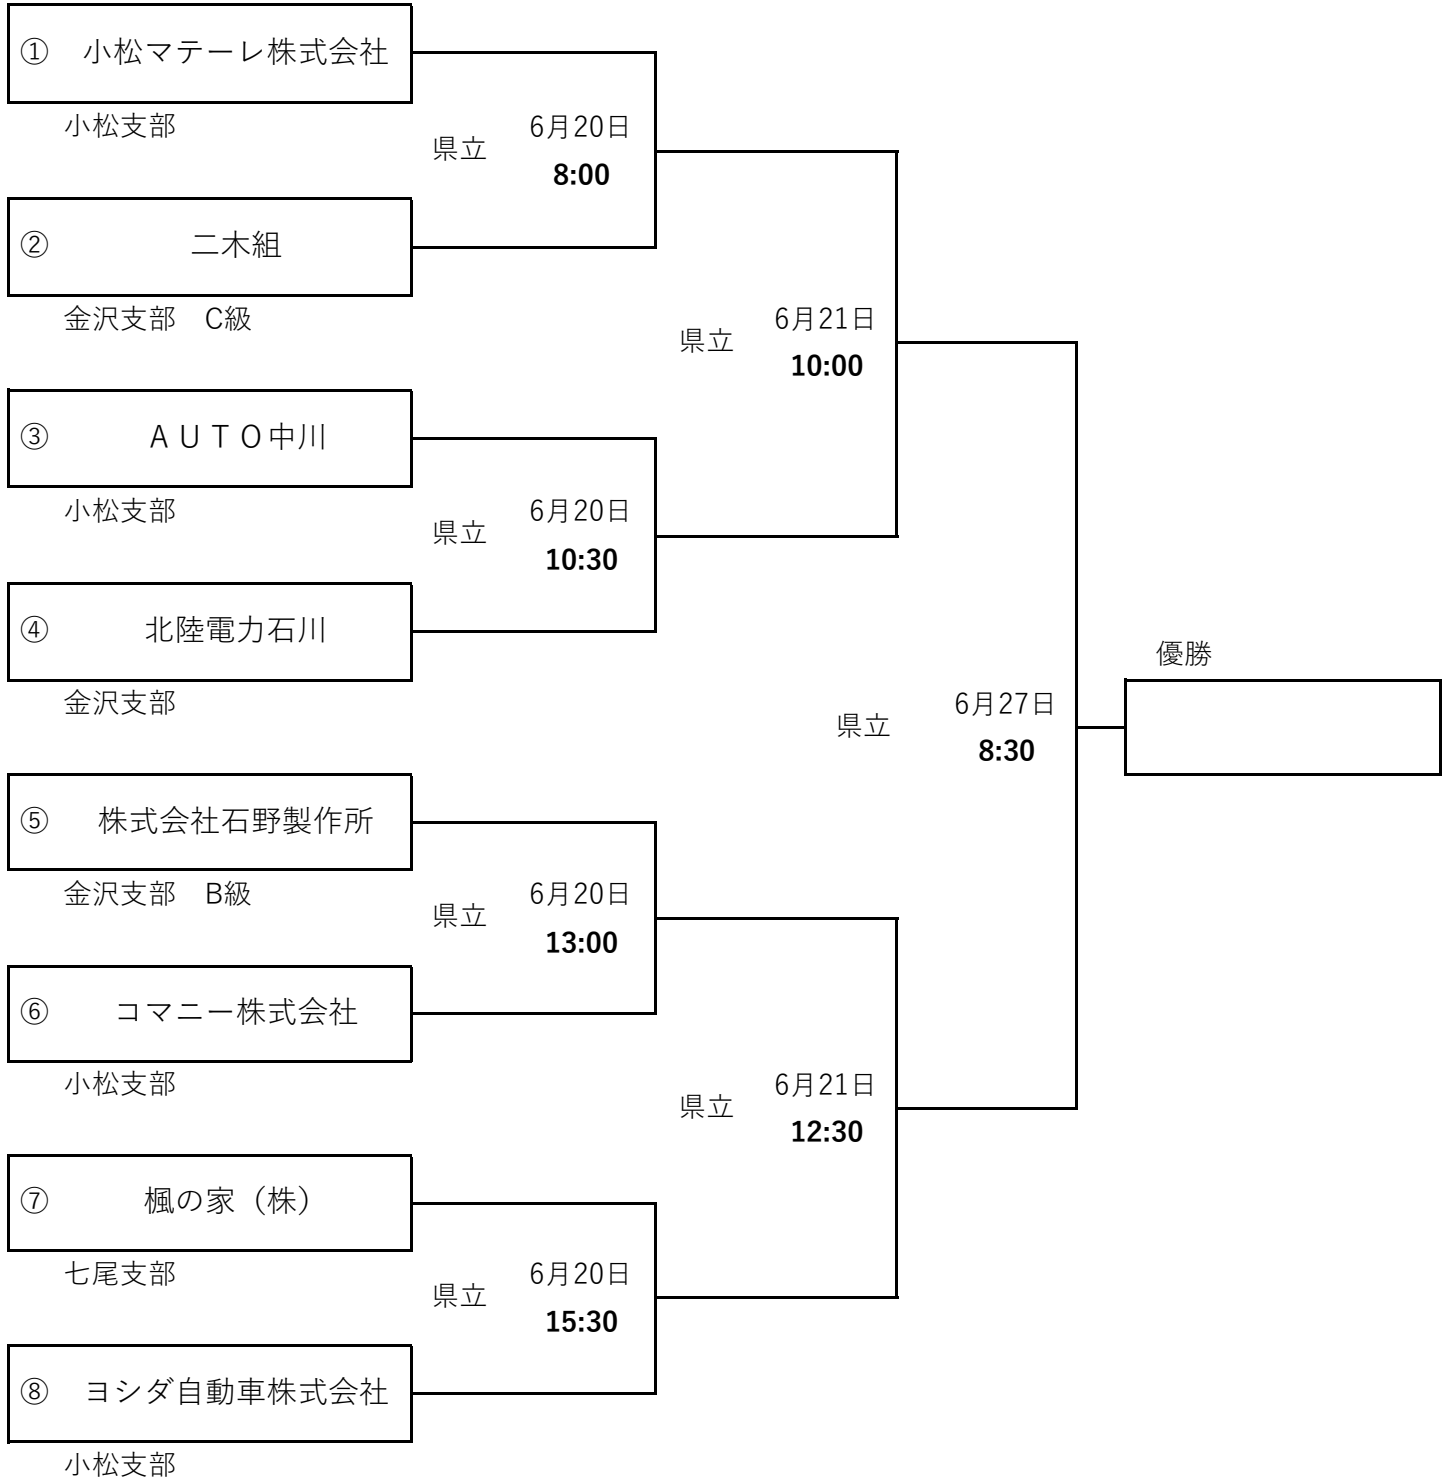 ① 小松マテーレ株式会社
小松支部
県立 6月20日
8:00
② 二木組
金沢支部 C級
県立 6月21日
10:00
③ ＡＵＴＯ中川
小松支部
県立 6月20日
10:30
④ 北陸電力石川
金沢支部
優勝
県立 6月27日
8:30
⑤ 株式会社石野製作所
金沢支部 B級
県立 6月20日
13:00
⑥ コマニー株式会社
小松支部
県立 6月21日
12:30
⑦ 楓の家（株）
七尾支部
県立 6月20日
15:30
⑧ ヨシダ自動車株式会社
小松支部